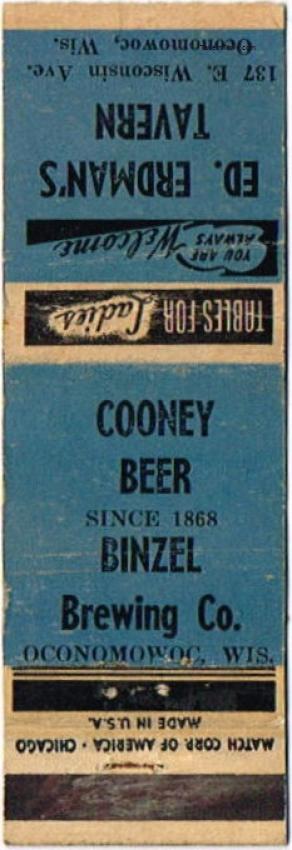 ED. ERDMAN'S
TAVERN
137 E. Wisconsin Ave.
Oconomowoc, Wis.
YOU ARE
ALWAYS
Welcome
TABLES FOR Ladies
COONEY
BEER
SINCE 1868
BINZEL
Brewing Co.
OCONOMOWOC, WIS.
MATCH CORP. OF AMERICA • CHICAGO
MADE IN U.S.A.